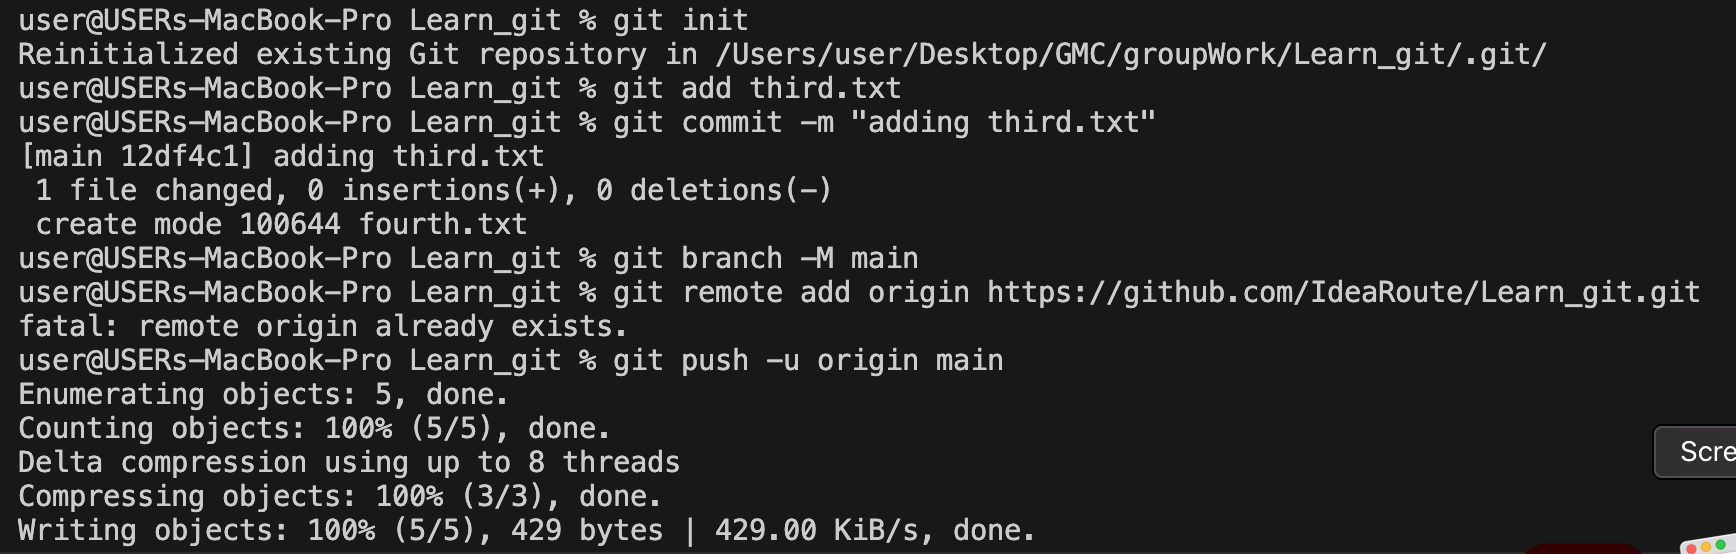 user@USERs-MacBook-Pro Learn_git % git init
Reinitialized existing Git repository in /Users/user/Desktop/GMC/groupWork/Learn_git/.git/
user@USERs-MacBook-Pro Learn_git % git add third.txt
user@USERs-MacBook-Pro Learn_git % git commit -m "adding third.txt"
[main 12df4c1] adding third.txt
 1 file changed, 0 insertions(+), 0 deletions(-)
 create mode 100644 fourth.txt
user@USERs-MacBook-Pro Learn_git % git branch -M main
user@USERs-MacBook-Pro Learn_git % git remote add origin https://github.com/IdeaRoute/Learn_git.git
fatal: remote origin already exists.
user@USERs-MacBook-Pro Learn_git % git push -u origin main
Enumerating objects: 5, done.
Counting objects: 100% (5/5), done.
Delta compression using up to 8 threads
Scre
Compressing objects: 100% (3/3), done.
Writing objects: 100% (5/5), 429 bytes | 429.00 KiB/s, done.